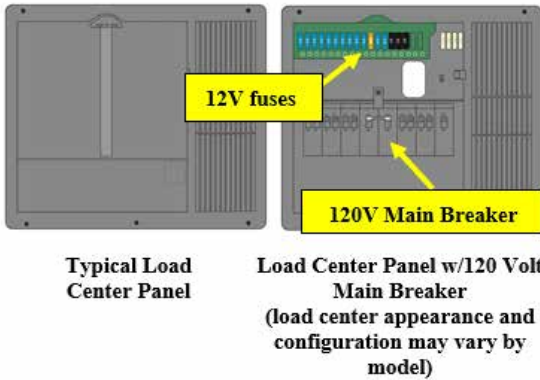 12V fuses
120V Main Breaker
Typical Load
Center Panel
Load Center Panel w/120 Volt
Main Breaker
(load center appearance and
configuration may vary by
model)